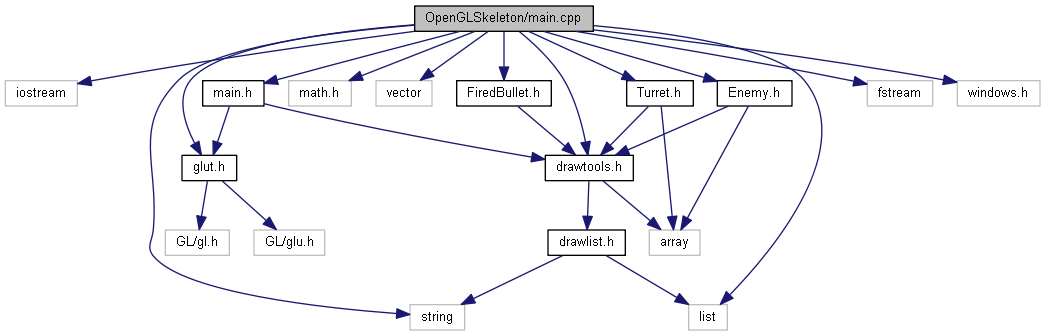 OpenGLSkeleton/main.cpp
iostream
main.h
math.h
vector
FiredBullet.h
Turret.h
Enemy.h
fstream
windows.h
glut.h
drawtools.h
GL/gl.h
GL/glu.h
drawlist.h
array
string
list